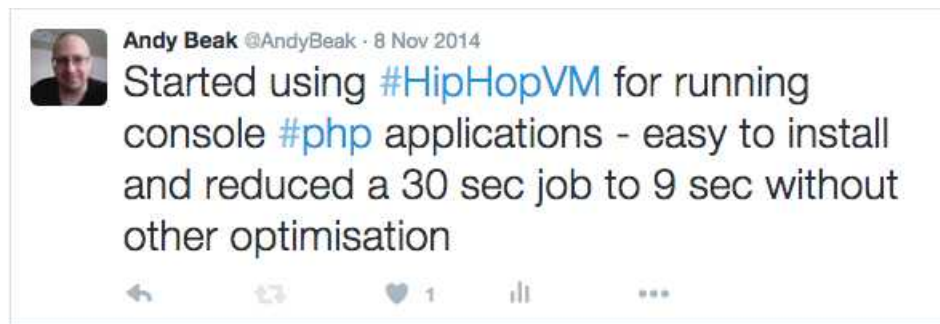 Andy Beak @AndyBeak · 8 Nov 2014
Started using #HipHopVM for running
console #php applications - easy to install
and reduced a 30 sec job to 9 sec without
other optimisation
1